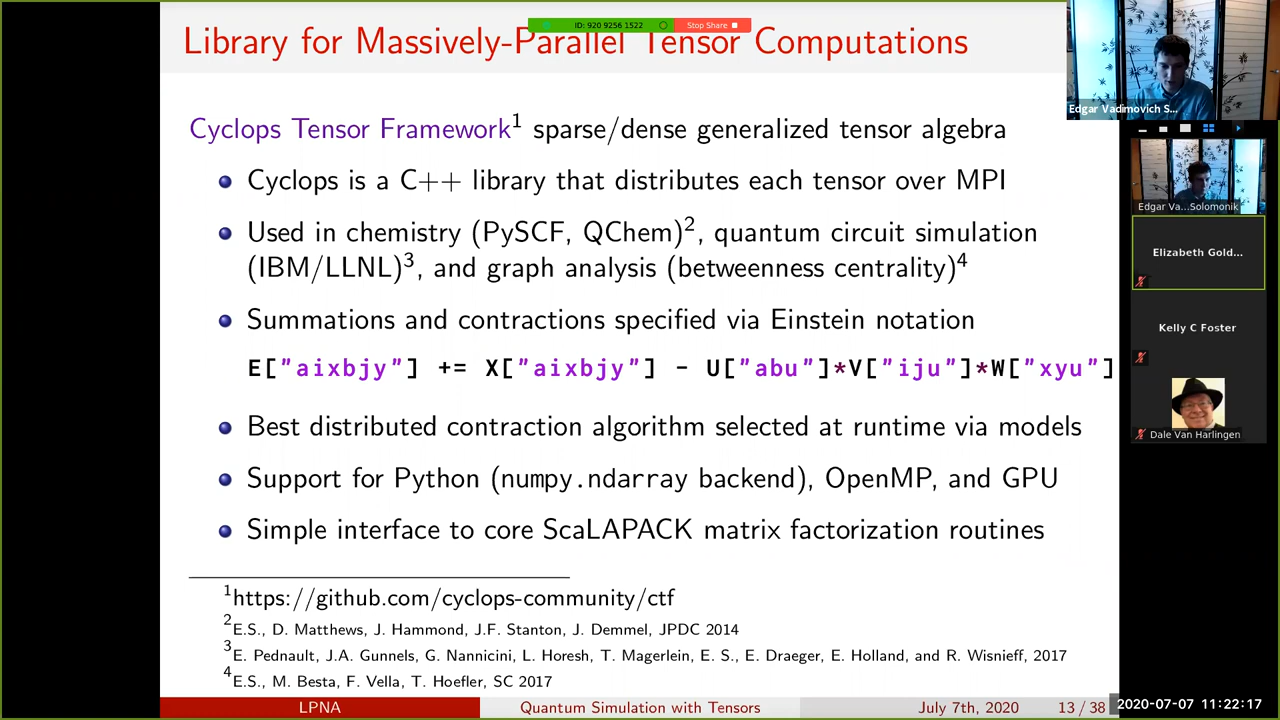 ID: 920 9256 1522
Stop Share
Library for Massively-Parallel Tensor Computations
Cyclops Tensor Framework1 sparse/dense generalized tensor algebra
Cyclops is a C++ library that distributes each tensor over MPI
Used in chemistry (PySCF, QChem)2, quantum circuit simulation
(IBM/LLNL)3, and graph analysis (betweenness centrality)4
Summations and contractions specified via Einstein notation
E["aixbjy"] += X["aixbjy"] - U["abu"]*V["iju"]*W["xyu"]
Best distributed contraction algorithm selected at runtime via models
Support for Python (numpy.ndarray backend), OpenMP, and GPU
Simple interface to core ScaLAPACK matrix factorization routines
1https://github.com/cyclops-community/ctf
2E.S., D. Matthews, J. Hammond, J.F. Stanton, J. Demmel, JPDC 2014
3E. Pednault, J.A. Gunnels, G. Nannicini, L. Horesh, T. Magerlein, E. S., E. Draeger, E. Holland, and R. Wisnieff, 2017
4E.S., M. Besta, F. Vella, T. Hoefler, SC 2017
LPNA
Quantum Simulation with Tensors
July 7th, 2020
13 / 38
Edgar Vadimovich S...
Edgar Va...Solomonik
Elizabeth Gold...
Kelly C Foster
Dale Van Harlingen
2020-07-07 11:22:17